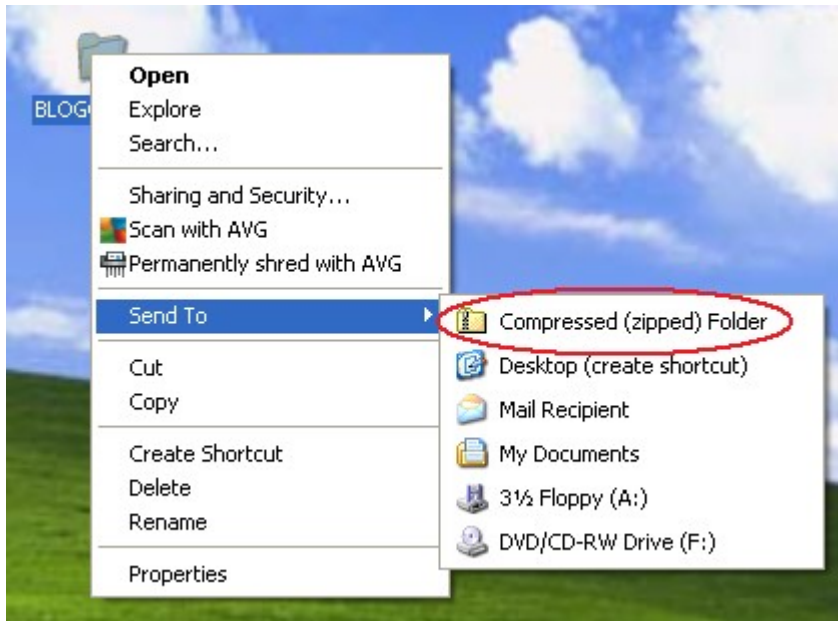 BLOG
Open
Explore
Search...
Sharing and Security...
Scan with AVG
Permanently shred with AVG
Send To
Cut
Copy
Create Shortcut
Delete
Rename
Properties
Compressed (zipped) Folder
Desktop (create shortcut)
Mail Recipient
My Documents
3½ Floppy (A:)
DVD/CD-RW Drive (F:)